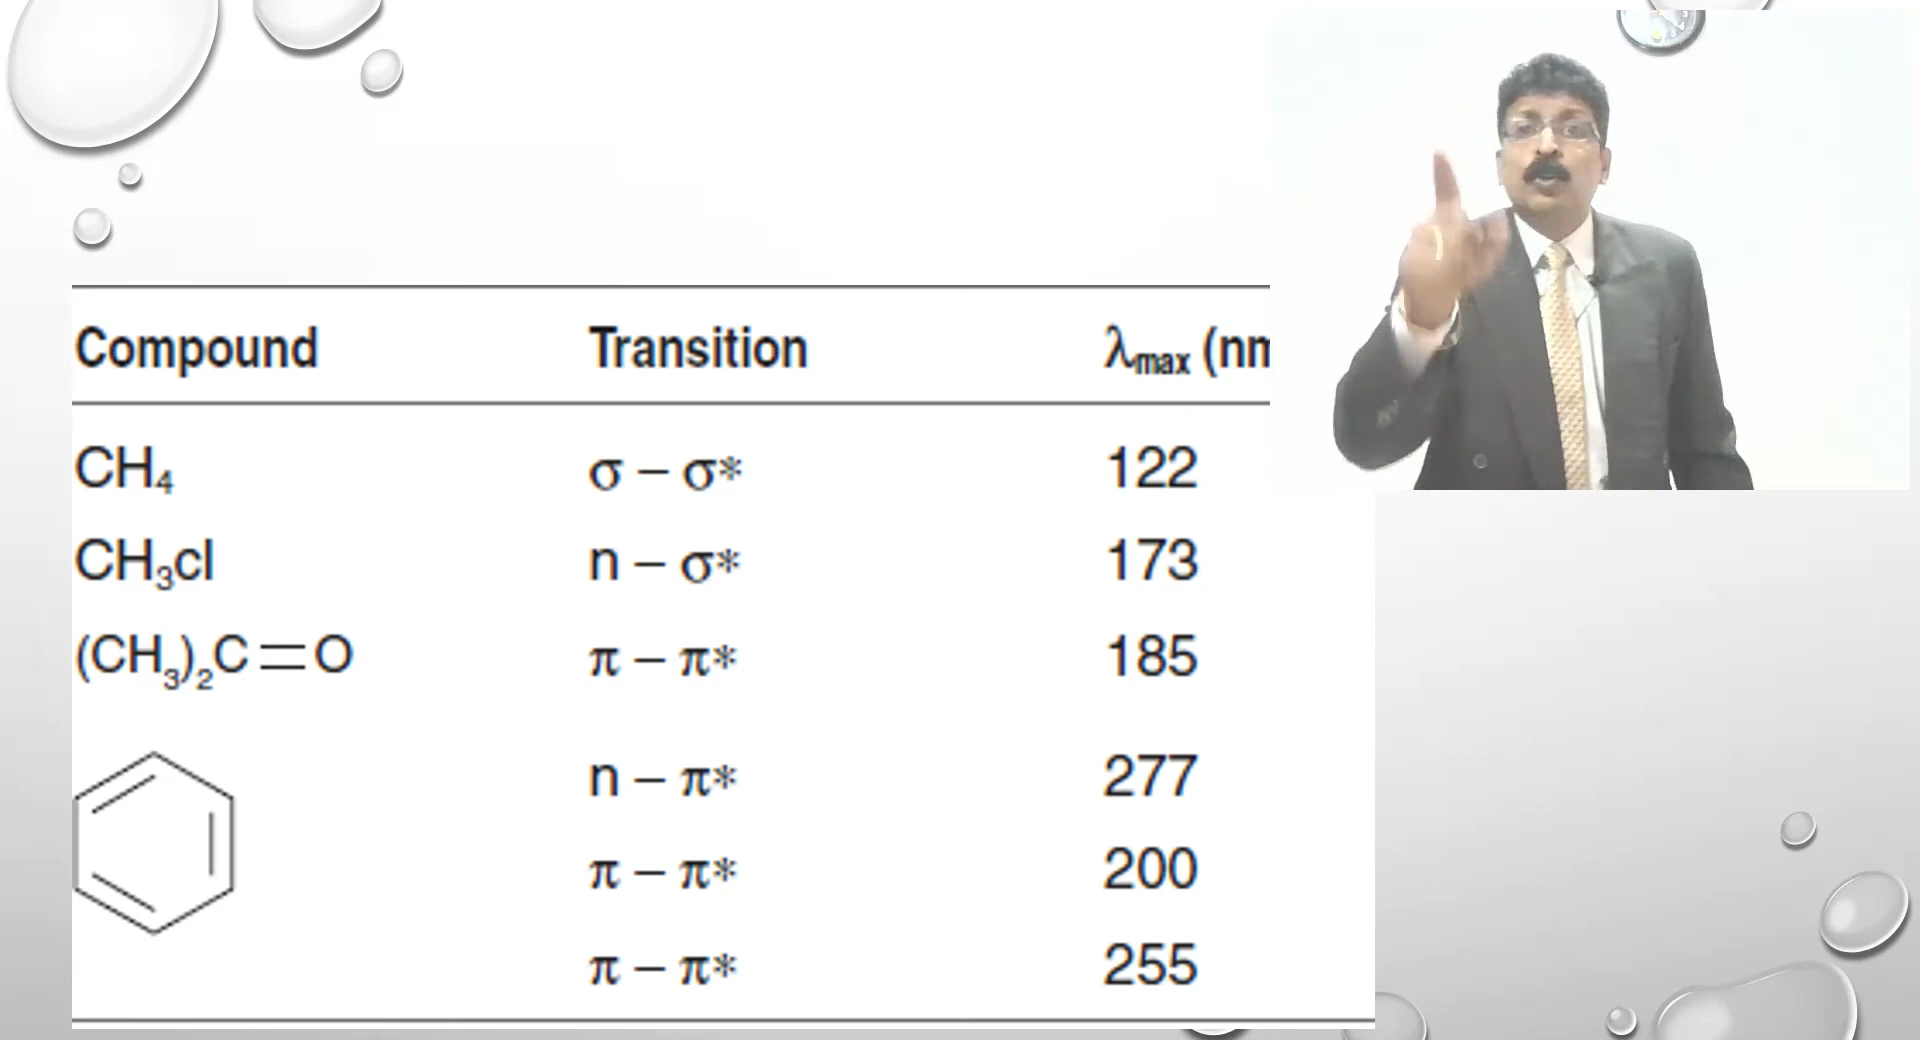 Compound Transition λmax (nm
CH₄ σ – σ* 122
CH₃cl n – σ* 173
(CH₃)₂C=O π – π* 185
n – π* 277
π – π* 200
π – π* 255